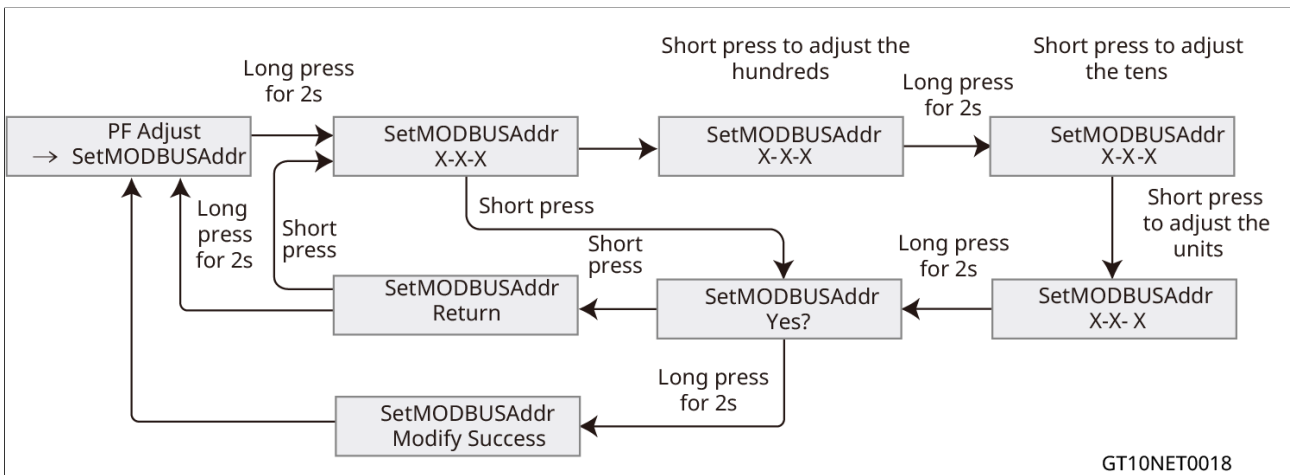 Short press to adjust the
hundreds
Short press to adjust
the tens
Long press
for 2s
Long press
for 2s
PF Adjust
→ SetMODBUSAddr
SetMODBUSAddr
X-X-X
SetMODBUSAddr
X-X-X
SetMODBUSAddr
X-X-X
Short press
Long
press
for 2s
Short
press
Short press
to adjust the
units
Short
press
Long press
for 2s
SetMODBUSAddr
Return
SetMODBUSAddr
Yes?
SetMODBUSAddr
X-X- X
Long press
for 2s
SetMODBUSAddr
Modify Success
GT10NET0018